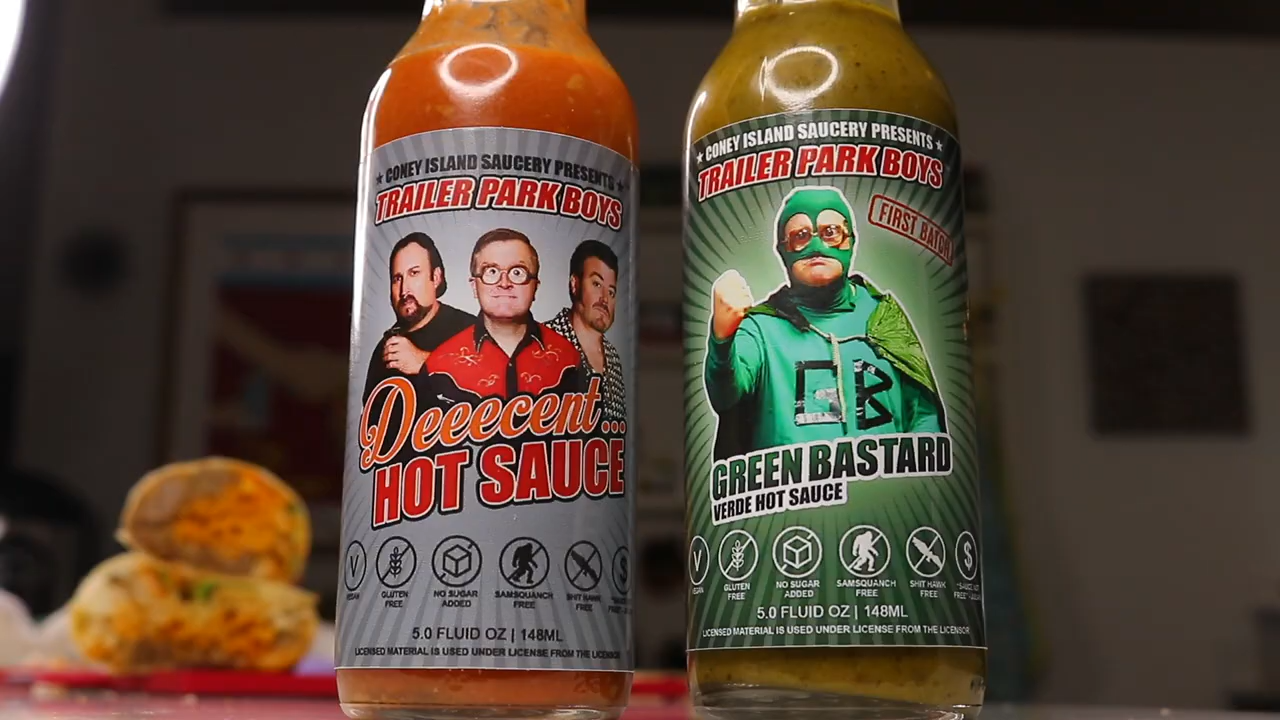 ★ CONEY ISLAND SAUCERY PRESENTS ★
TRAILER PARK BOYS
Deeecent...
HOT SAUCE
V
VEGAN
GLUTEN FREE
NO SUGAR ADDED
SAMSQUANCH FREE
SHIT HAWK FREE
$
5.0 FLUID OZ | 148ML
LICENSED MATERIAL IS USED UNDER LICENSE FROM THE LICENSOR
★ CONEY ISLAND SAUCERY PRESENTS ★
TRAILER PARK BOYS
FIRST BATCH
GB
GREEN BASTARD
VERDE HOT SAUCE
V
VEGAN
GLUTEN FREE
NO SUGAR ADDED
SAMSQUANCH FREE
SHIT HAWK FREE
$
5.0 FLUID OZ | 148ML
LICENSED MATERIAL IS USED UNDER LICENSE FROM THE LICENSOR